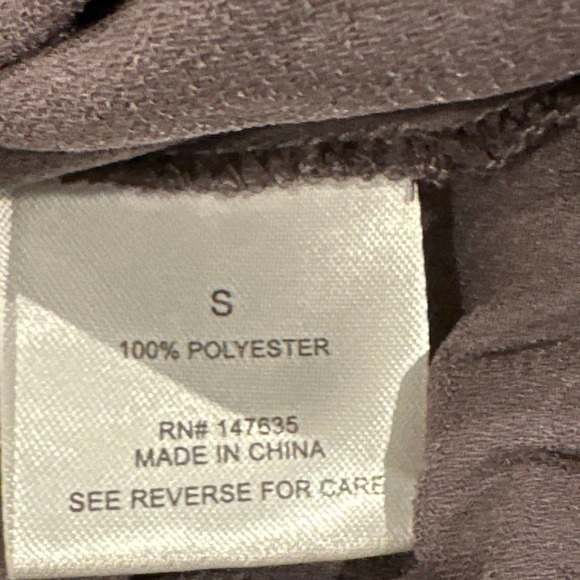 S
100% POLYESTER
RN# 147635
MADE IN CHINA
SEE REVERSE FOR CARE